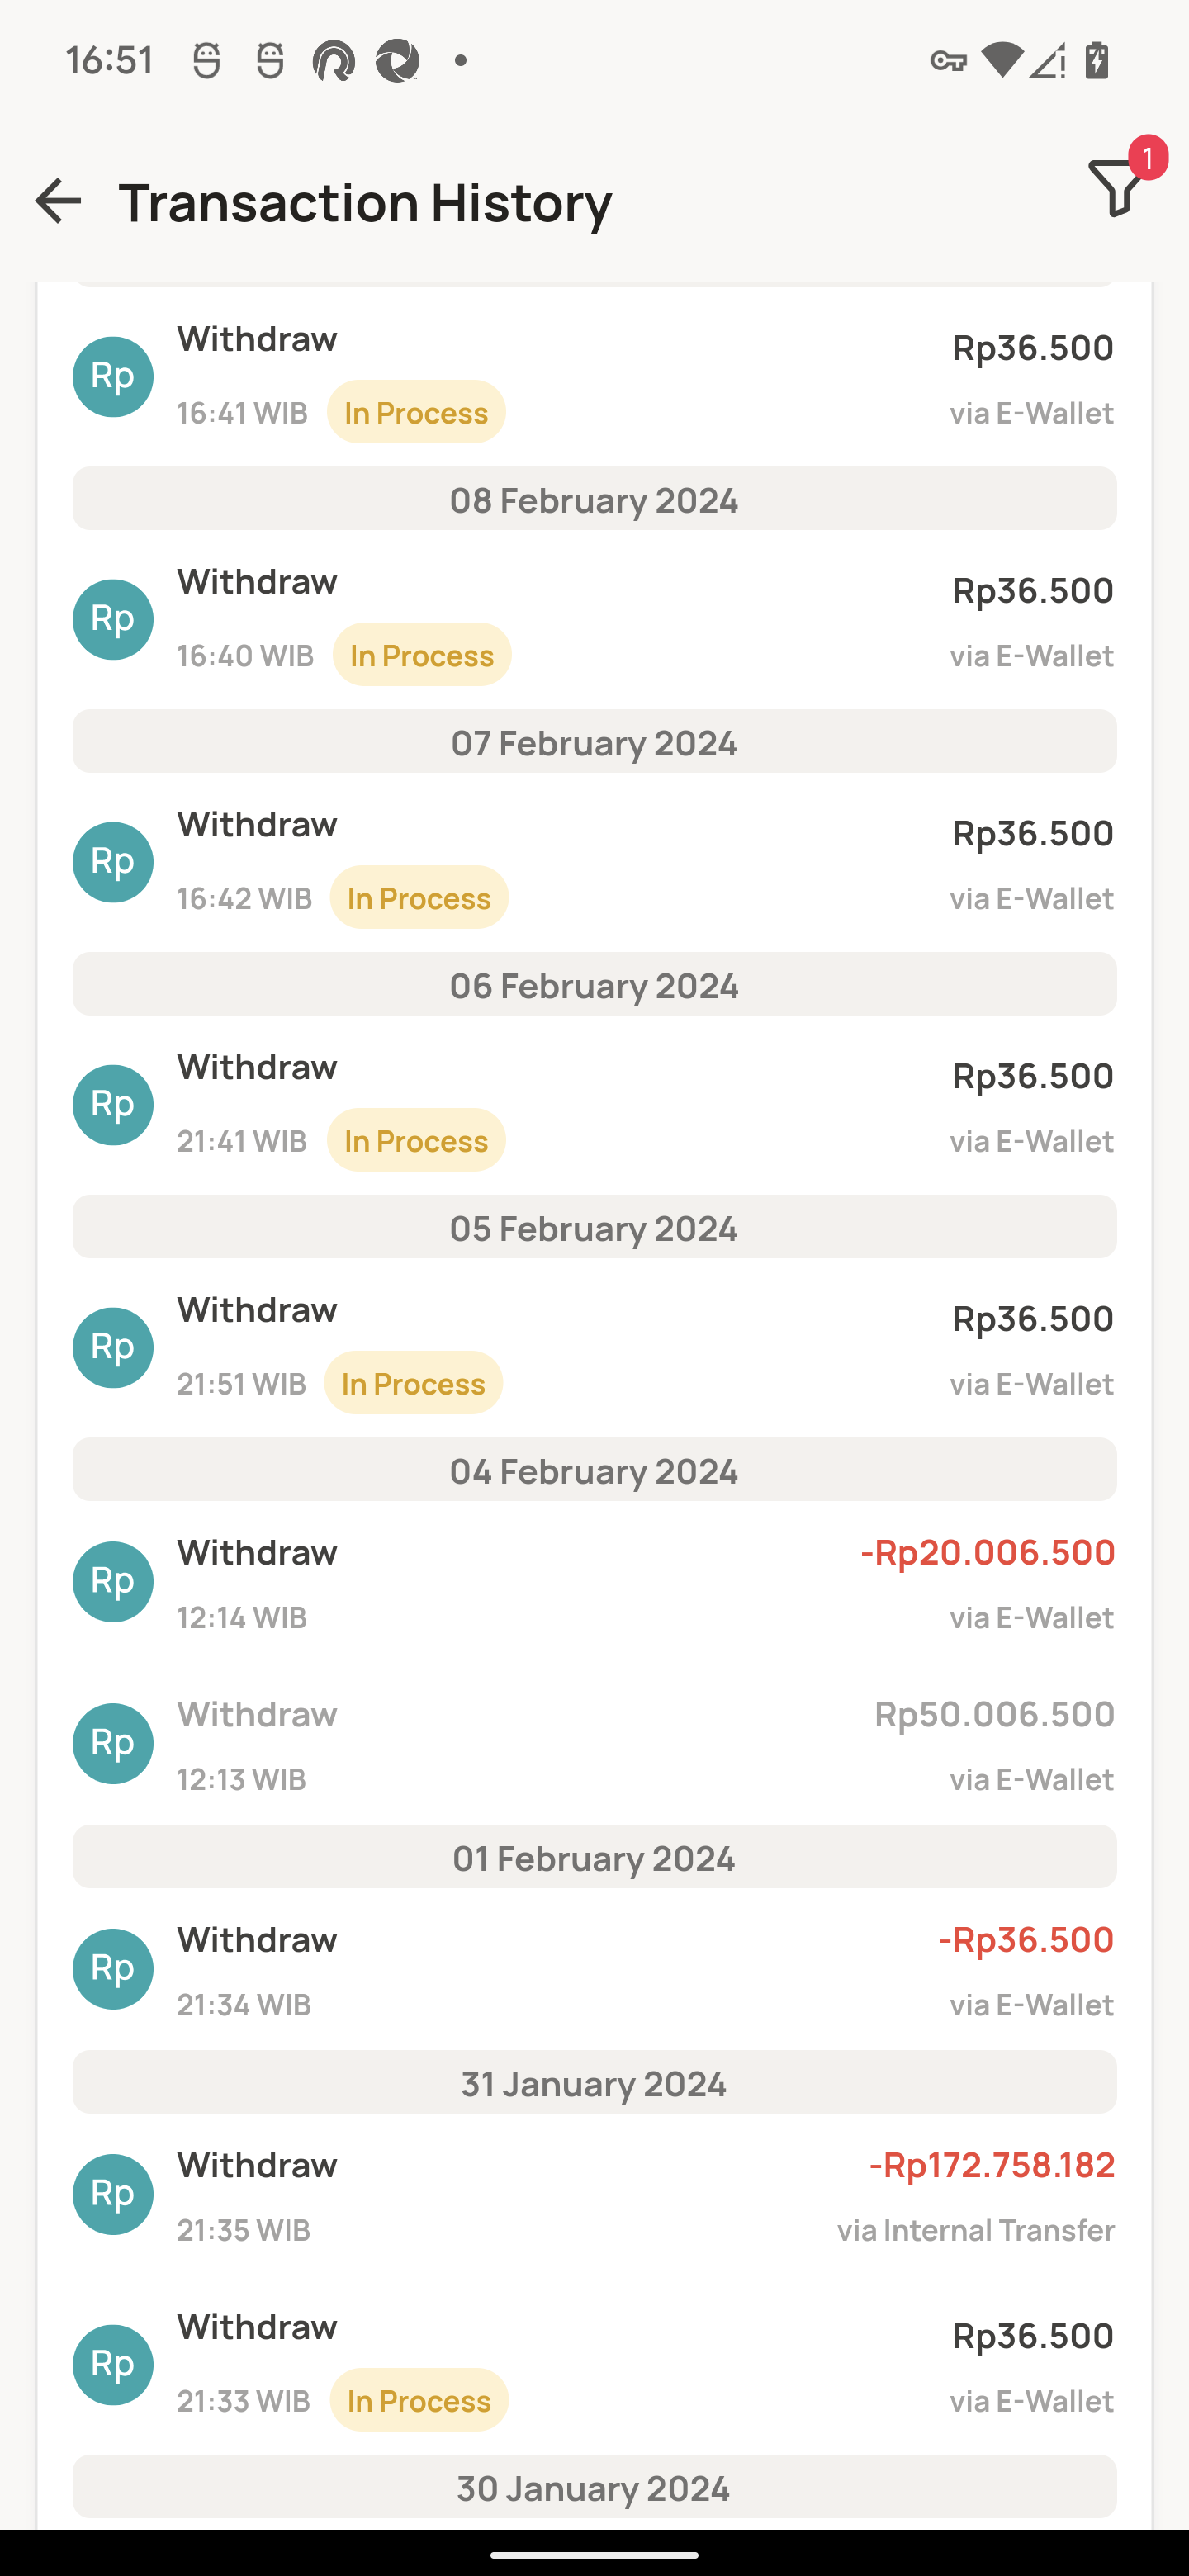 16:51
Transaction History
1
Rp
Withdraw
Rp36.500
16:41 WIB
In Process
via E-Wallet
08 February 2024
Rp
Withdraw
Rp36.500
16:40 WIB
In Process
via E-Wallet
07 February 2024
Rp
Withdraw
Rp36.500
16:42 WIB
In Process
via E-Wallet
06 February 2024
Rp
Withdraw
Rp36.500
21:41 WIB
In Process
via E-Wallet
05 February 2024
Rp
Withdraw
Rp36.500
21:51 WIB
In Process
via E-Wallet
04 February 2024
Rp
Withdraw
-Rp20.006.500
12:14 WIB
via E-Wallet
Rp
Withdraw
Rp50.006.500
12:13 WIB
via E-Wallet
01 February 2024
Rp
Withdraw
-Rp36.500
21:34 WIB
via E-Wallet
31 January 2024
Rp
Withdraw
-Rp172.758.182
21:35 WIB
via Internal Transfer
Rp
Withdraw
Rp36.500
21:33 WIB
In Process
via E-Wallet
30 January 2024